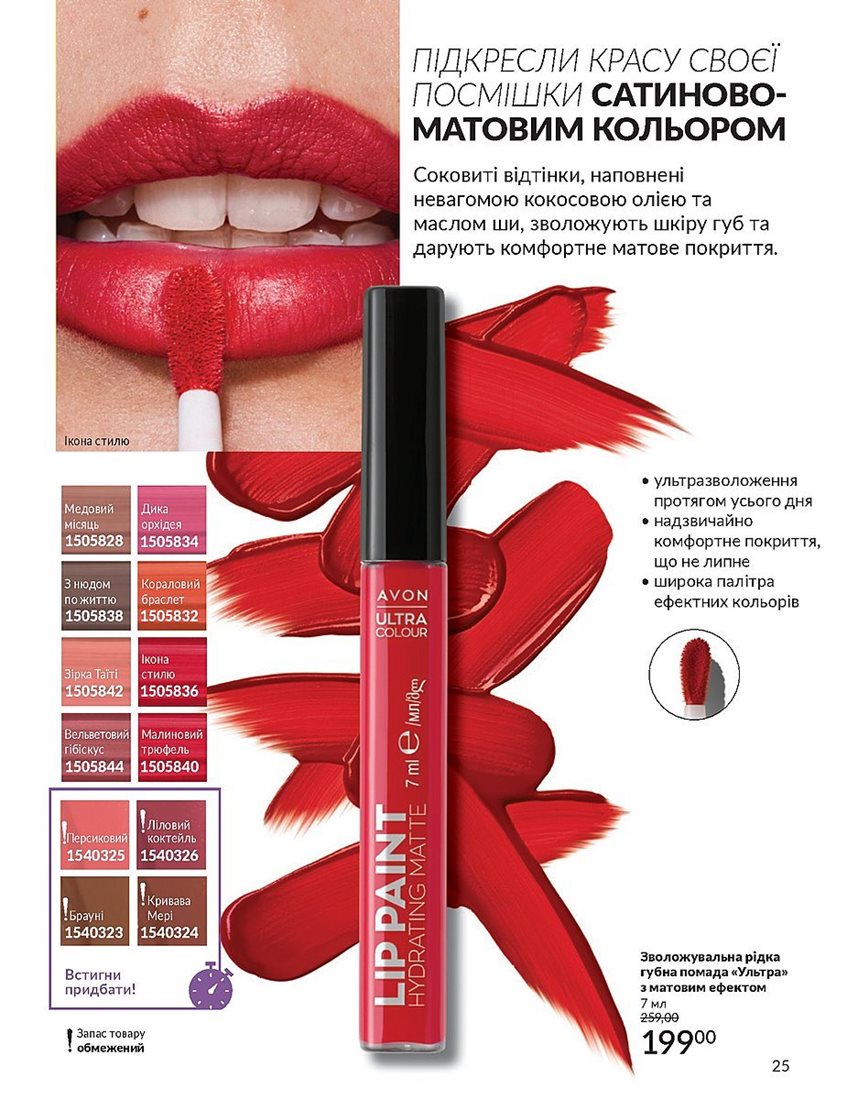 ПІДКРЕСЛИ КРАСУ СВОЄЇ
ПОСМІШКИ САТИНОВО-
МАТОВИМ КОЛЬОРОМ
Соковиті відтінки, наповнені
невагомою кокосовою олією та
маслом ши, зволожують шкіру губ та
дарують комфортне матове покриття.
Ікона стилю
• ультразволоження
протягом усього дня
• надзвичайно
комфортне покриття,
що не липне
• широка палітра
ефектних кольорів
Медовий
місяць
1505828
Дика
орхідея
1505834
З нюдом
по життю
1505838
Кораловий
браслет
1505832
Зірка Таїті
1505842
Ікона
стилю
1505836
Вельветовий
гібіскус
1505844
Малиновий
трюфель
1505840
! Персиковий
1540325
! Ліловий
коктейль
1540326
! Брауні
1540323
! Кривава
Мері
1540324
Встигни
придбати!
! Запас товару
обмежений
AVON
ULTRA
COLOUR
7 ml e /мл/მლ
LIP PAINT
HYDRATING MATTE
Зволожувальна рідка
губна помада «Ультра»
з матовим ефектом
7 мл
259,00
19900
25